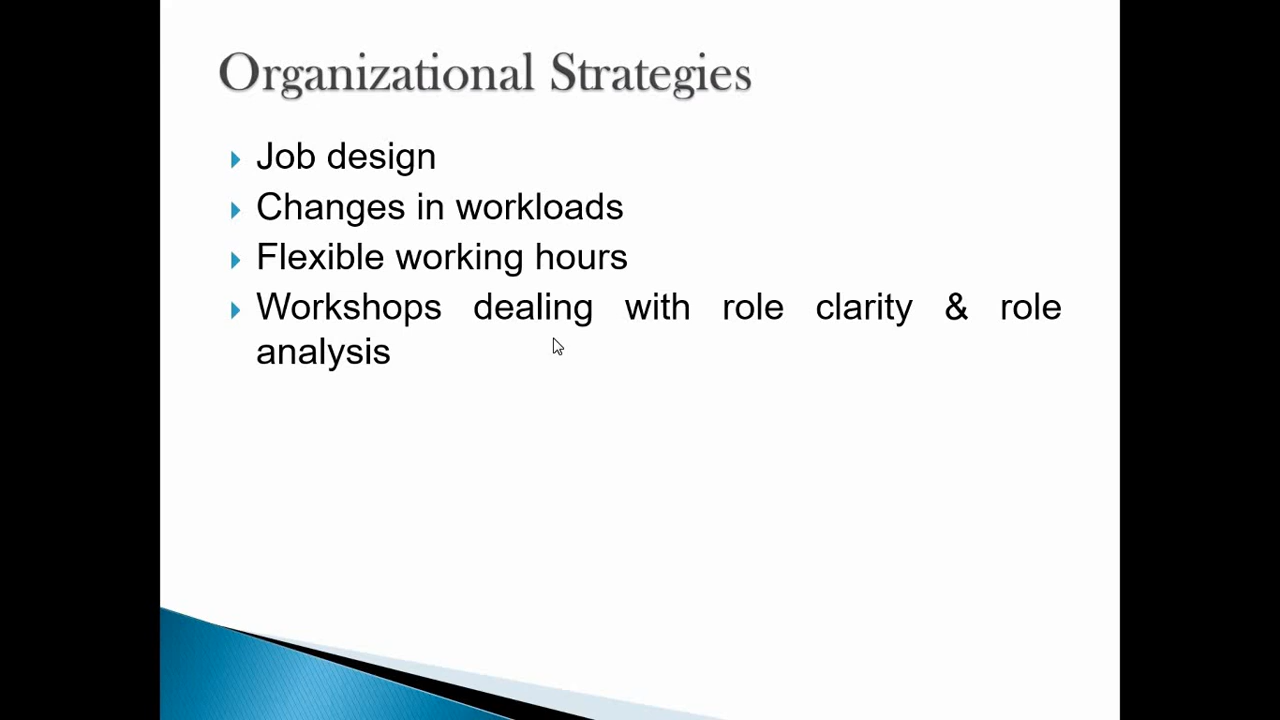 Organizational Strategies
Job design
Changes in workloads
Flexible working hours
Workshops dealing with role clarity & role
analysis